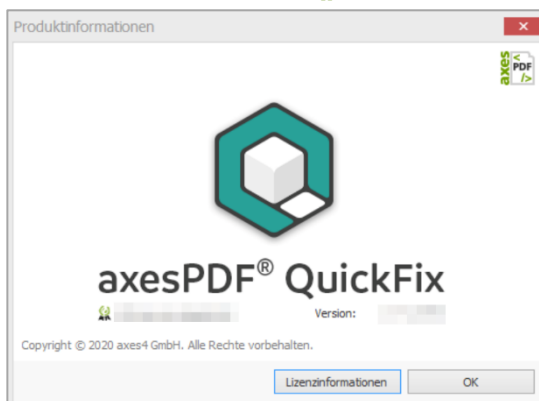 Produktinformationen
axes
<
PDF
/>
axesPDF® QuickFix
Version:
Copyright © 2020 axes4 GmbH. Alle Rechte vorbehalten.
Lizenzinformationen
OK